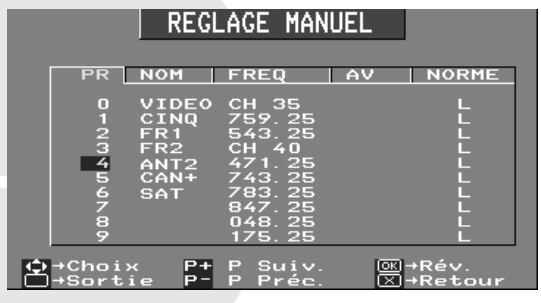 REGLAGE MANUEL
PR NOM FREQ AV NORME
0 VIDEO CH 35 L
1 CINQ 759.25 L
2 FR1 543.25 L
3 FR2 CH 40 L
4 ANT2 471.25 L
5 CAN+ 743.25 L
6 SAT 783.25 L
7 847.25 L
8 048.25 L
9 175.25 L
→Choix P+ P Suiv. OK→Rév.
→Sortie P- P Préc. →Retour